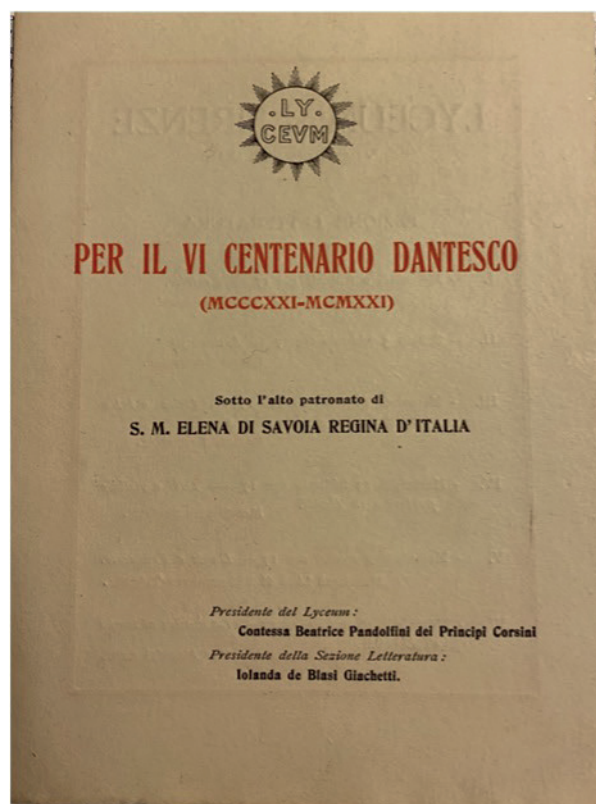 . LY .
CEVM
PER IL VI CENTENARIO DANTESCO
(MCCCXXI-MCMXXI)
Sotto l'alto patronato di
S. M. ELENA DI SAVOIA REGINA D'ITALIA
Presidente del Lyceum:
Contessa Beatrice Pandolfini dei Principi Corsini
Presidente della Sezione Letteratura:
Iolanda de Blasi Giachetti.